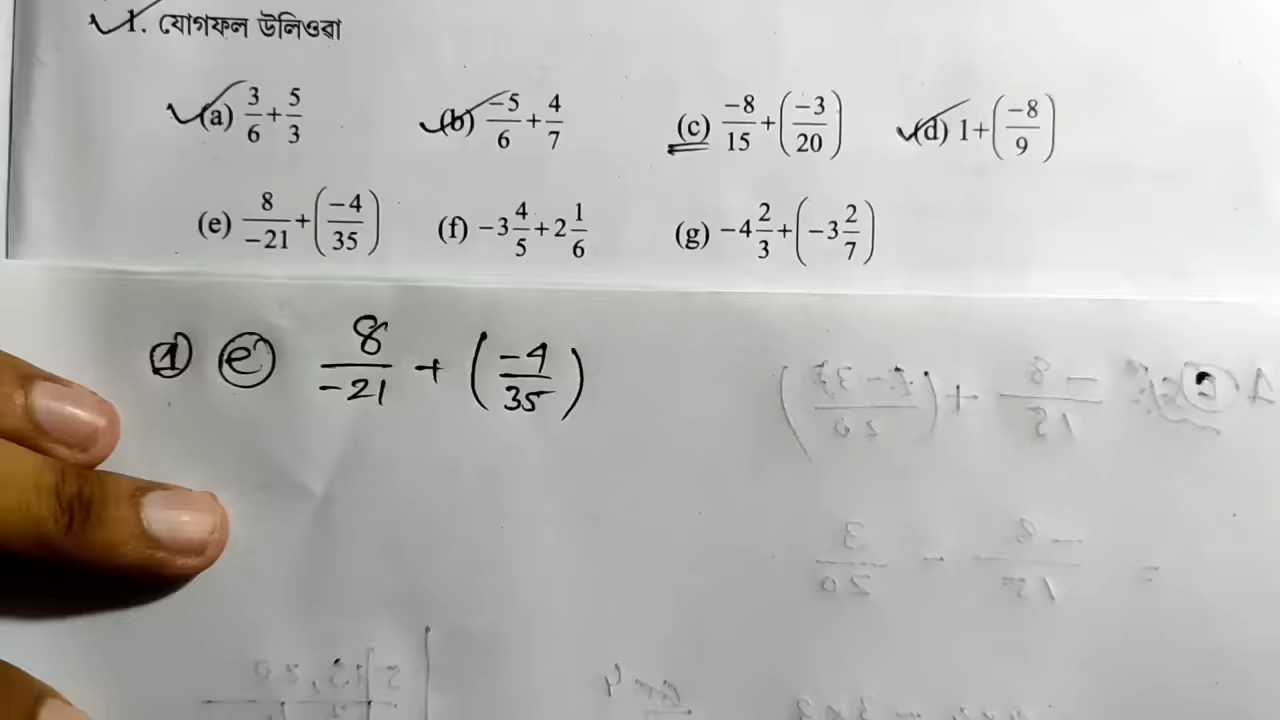 1. যোগফল উলিওৱা
(a) 3/6 + 5/3 (b) -5/6 + 4/7 (c) -8/15 + (-3/20) (d) 1 + (-8/9)
(e) 8/-21 + (-4/35) (f) -3 4/5 + 2 1/6 (g) -4 2/3 + (-3 2/7)
1 e 8/-21 + (-4/35)